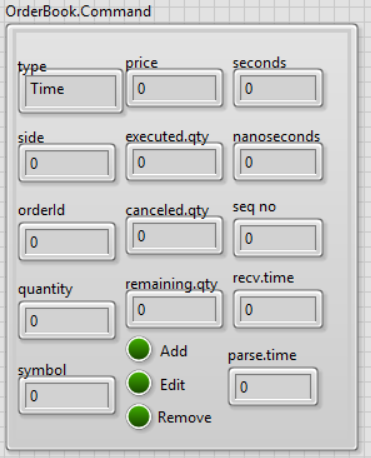 OrderBook.Command
type
price
seconds
Time
0
0
side
executed.qty
nanoseconds
0
0
0
orderId
canceled.qty
seq no
0
0
0
quantity
remaining.qty
recv.time
0
0
0
symbol
Add
parse.time
0
Edit
0
Remove